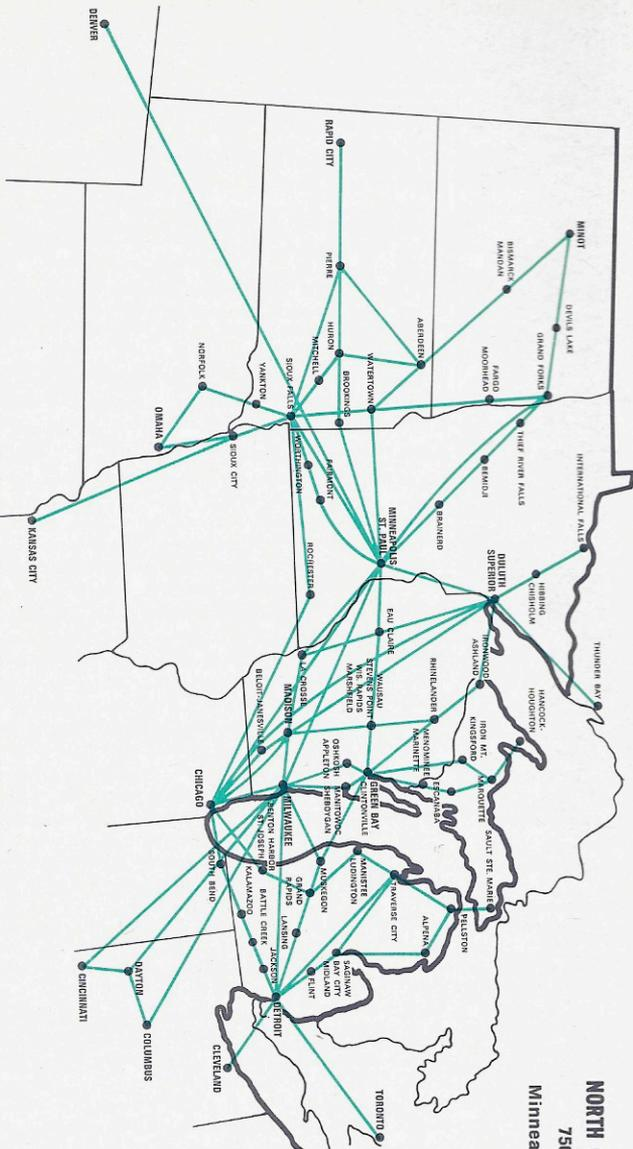 NORTH
750
Minnea
DENVER
RAPID CITY
MINOT
BISMARCK
MANDAN
DEVILS LAKE
GRAND FORKS
FARGO
MOORHEAD
PIERRE
ABERDEEN
HURON
MITCHELL
WATERTOWN
BROOKINGS
SIOUX FALLS
YANKTON
NORFOLK
OMAHA
SIOUX CITY
KANSAS CITY
WORTHINGTON
FAIRMONT
ROCHESTER
MINNEAPOLIS
ST. PAUL
BRAINERD
BEMIDJI
THIEF RIVER FALLS
INTERNATIONAL FALLS
HIBBING
CHISHOLM
DULUTH
SUPERIOR
THUNDER BAY
HANCOCK-
HOUGHTON
IRONWOOD
ASHLAND
RHINELANDER
IRON MT.
KINGSFORD
MARQUETTE
ESCANABA
MENOMINEE
MARINETTE
EAU CLAIRE
WAUSAU
STEVENS POINT
WIS. RAPIDS
MARSHFIELD
LA CROSSE
MADISON
BELOIT-JANESVILLE
OSHKOSH
APPLETON
GREEN BAY
CLINTONVILLE
MANITOWOC
SHEBOYGAN
MILWAUKEE
CHICAGO
BENTON HARBOR
ST. JOSEPH
SOUTH BEND
KALAMAZOO
BATTLE CREEK
JACKSON
LANSING
GRAND
RAPIDS
MUSKEGON
MANISTEE
LUDINGTON
TRAVERSE CITY
SAULT STE. MARIE
PELLSTON
ALPENA
SAGINAW
BAY CITY
MIDLAND
FLINT
DETROIT
CLEVELAND
TORONTO
COLUMBUS
DAYTON
CINCINNATI